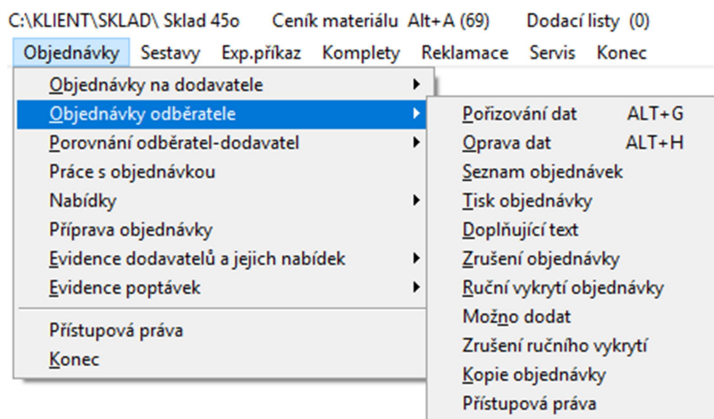 C:\KLIENT\SKLAD\ Sklad 45o Ceník materiálu Alt+A (69) Dodací listy (0)
Objednávky Sestavy Exp.příkaz Komplety Reklamace Servis Konec
Objednávky na dodavatele
Objednávky odběratele
Porovnání odběratel-dodavatel
Práce s objednávkou
Nabídky
Příprava objednávky
Evidence dodavatelů a jejich nabídek
Evidence poptávek
Přístupová práva
Konec
Pořizování dat ALT+G
Oprava dat ALT+H
Seznam objednávek
Tisk objednávky
Doplňující text
Zrušení objednávky
Ruční vykrytí objednávky
Možno dodat
Zrušení ručního vykrytí
Kopie objednávky
Přístupová práva